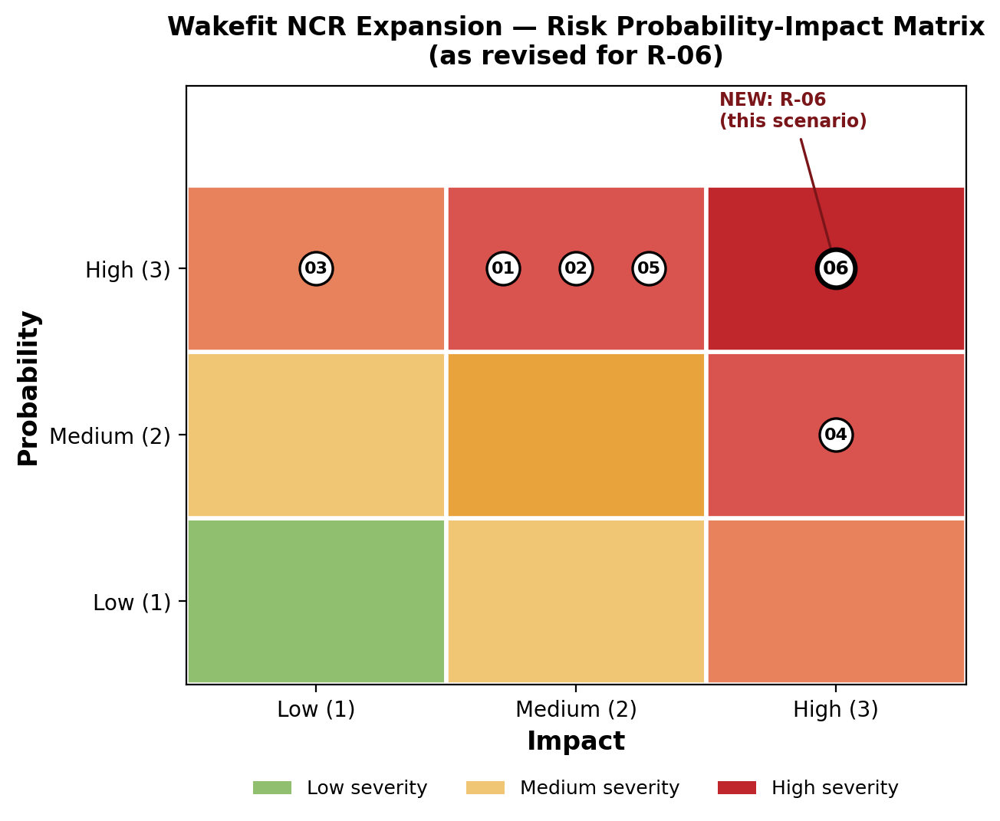 Wakefit NCR Expansion — Risk Probability-Impact Matrix
(as revised for R-06)
NEW: R-06
(this scenario)
Probability
High (3)
03
01
02
05
06
Medium (2)
04
Low (1)
Low (1)
Medium (2)
High (3)
Impact
Low severity
Medium severity
High severity